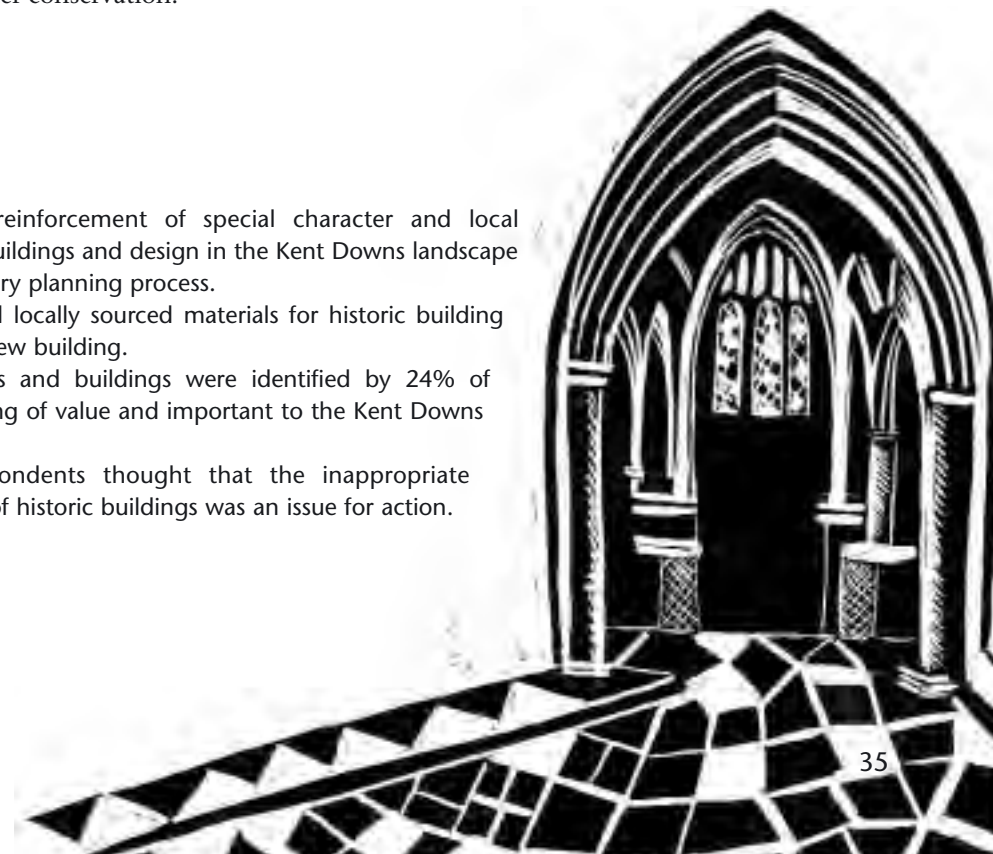 er conservation.
reinforcement of special character and local
uildings and design in the Kent Downs landscape
ry planning process.
locally sourced materials for historic building
ew building.
s and buildings were identified by 24% of
ng of value and important to the Kent Downs
ondents thought that the inappropriate
of historic buildings was an issue for action.
35